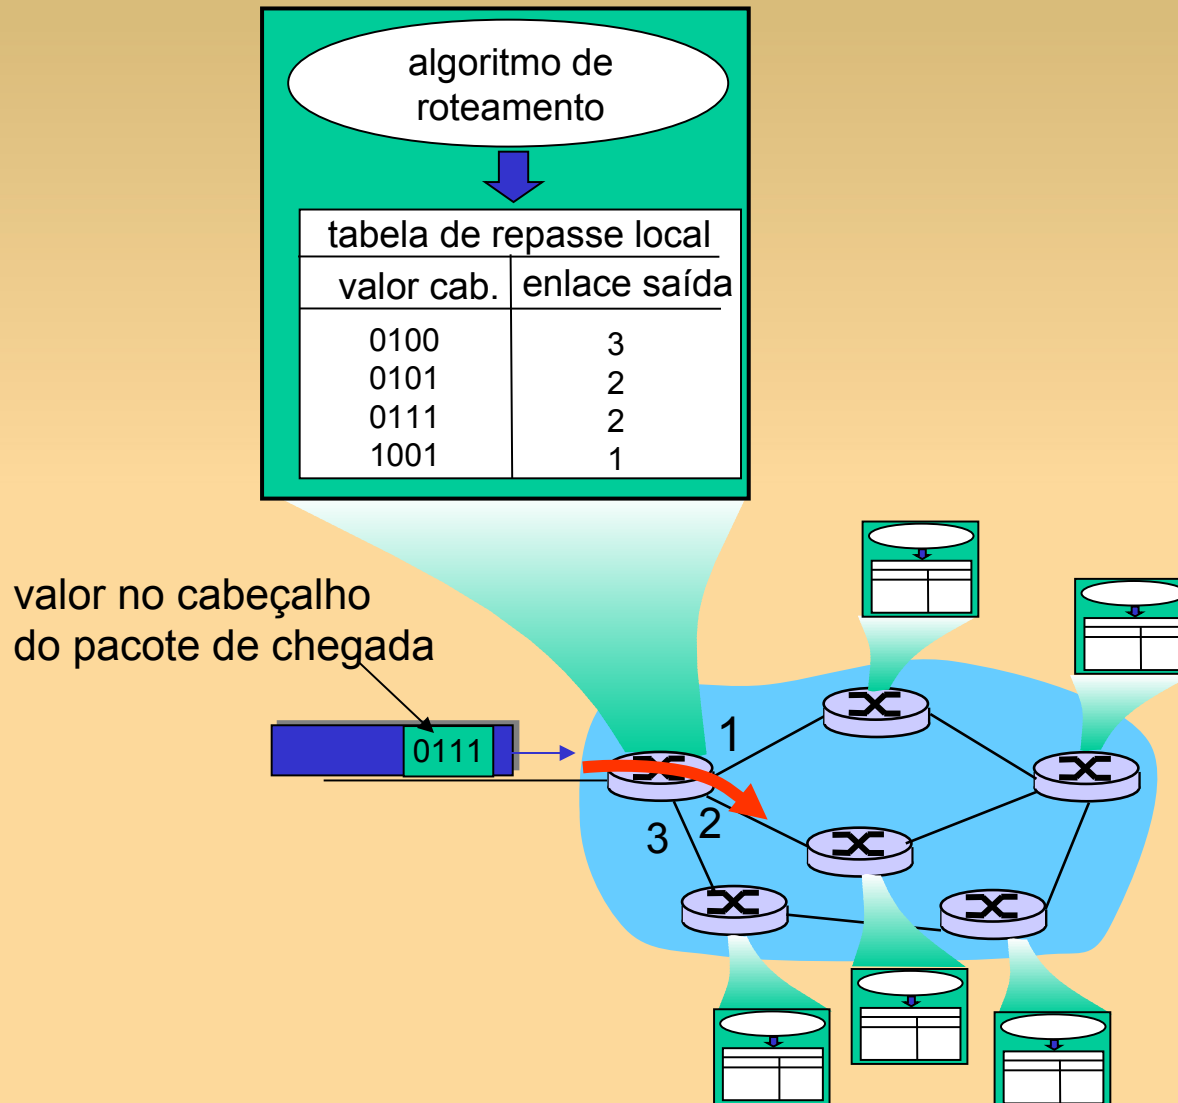 algoritmo de
roteamento
tabela de repasse local
valor cab. enlace saída
0100 3
0101 2
0111 2
1001 1
valor no cabeçalho
do pacote de chegada
0111
1
2
3